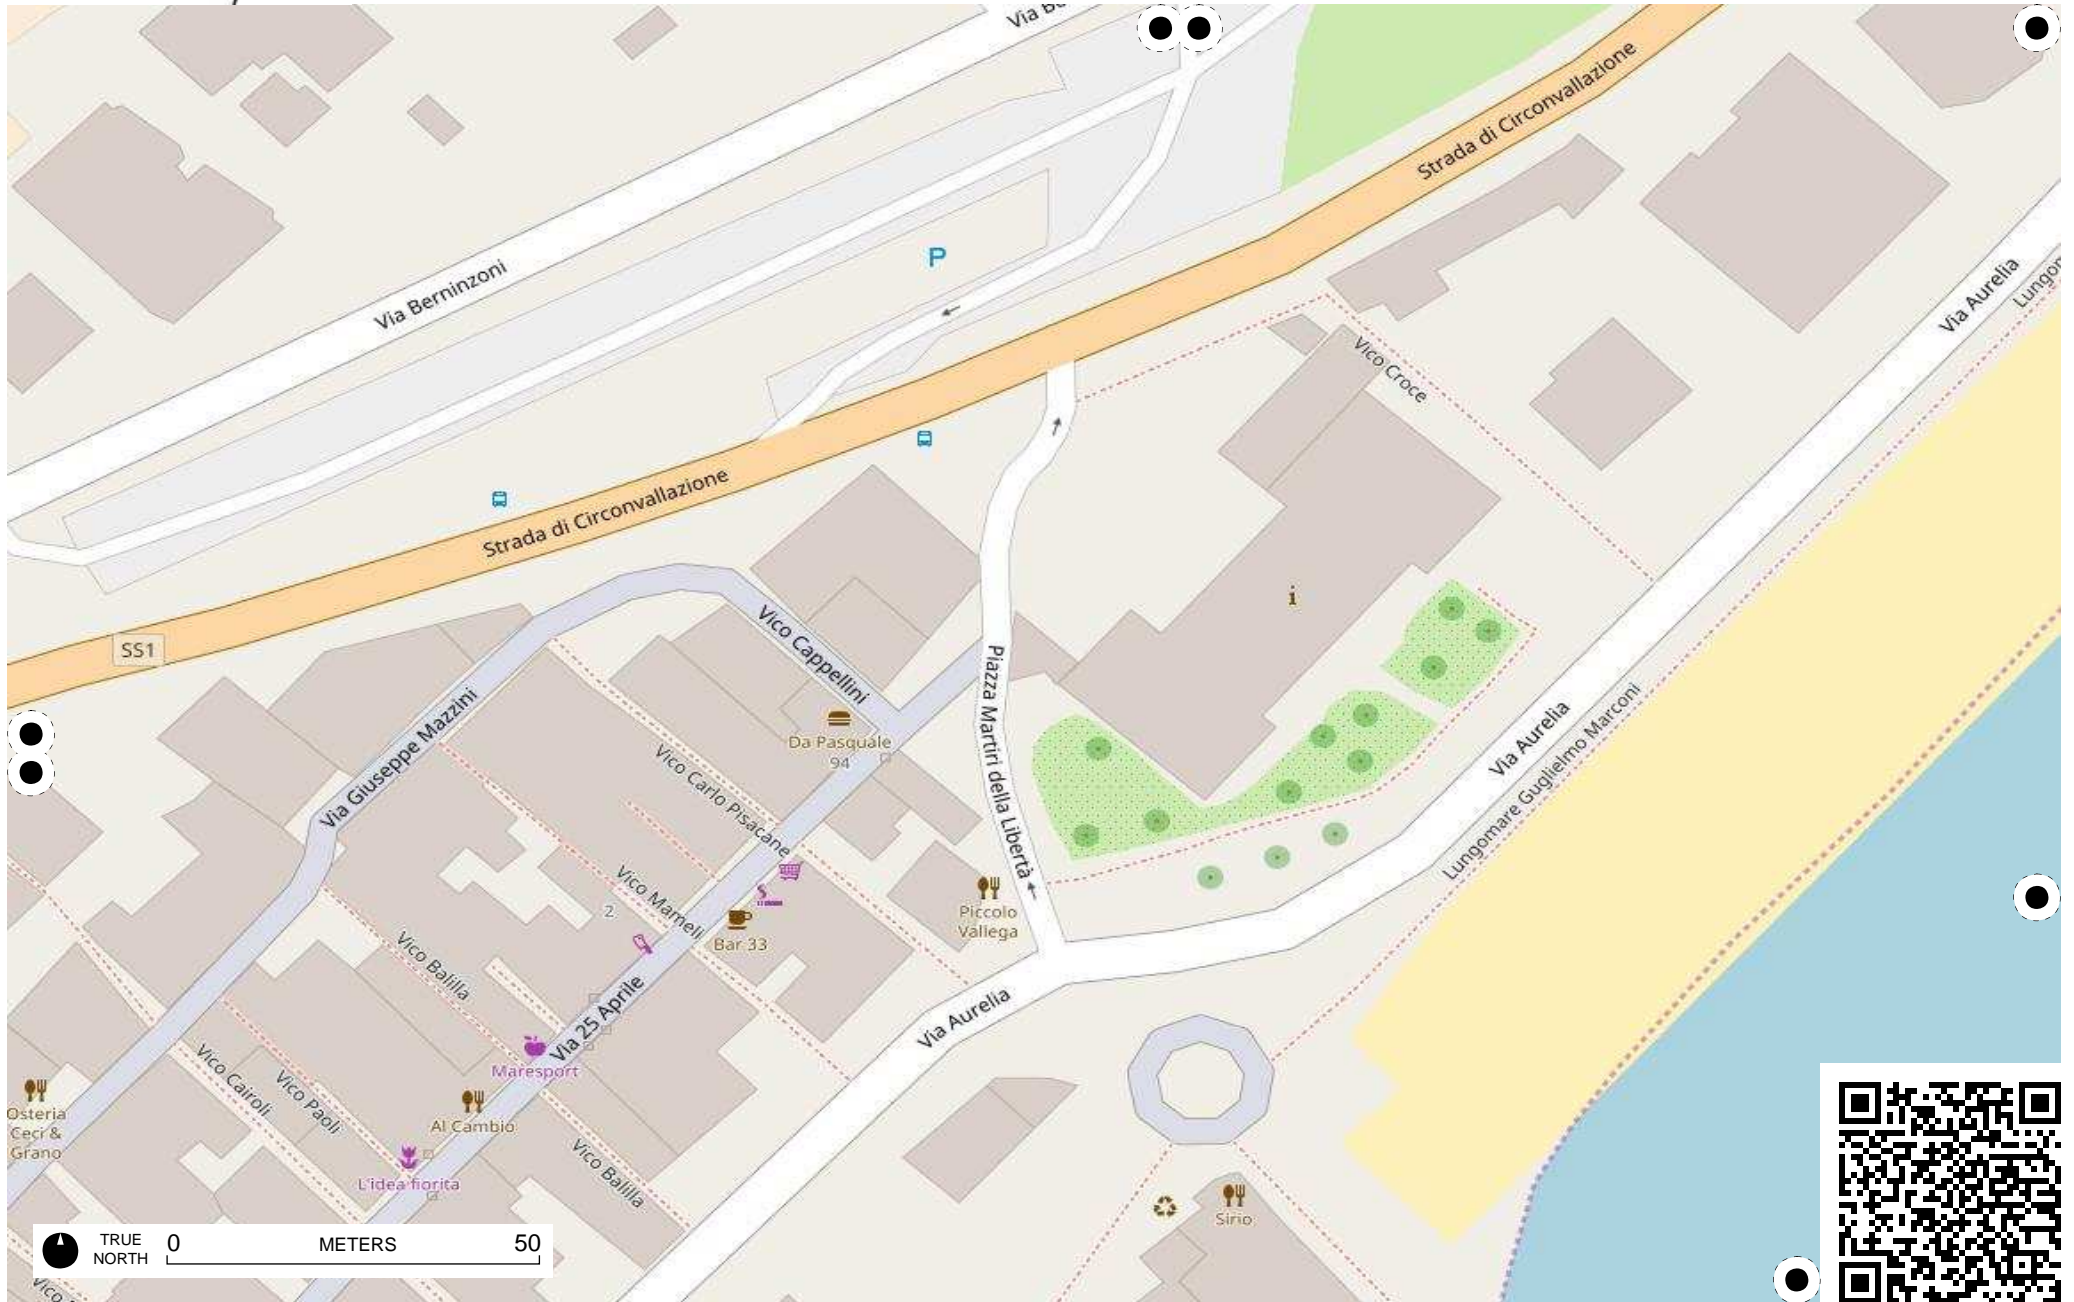 Via Berninzoni
Strada di Circonvallazione
P
Vico Croce
Via Aurelia
Strada di Circonvallazione
SS1
i
Vico Cappellini
Via Giuseppe Mazzini
Piazza Martiri della Libertà
Da Pasquale
94
Vico Carlo Pisacane
Via Aurelia
Lungomare Guglielmo Marconi
Vico Mameli
2
Bar 33
Piccolo
Vallega
Vico Balilla
Via 25 Aprile
Via Aurelia
Maresport
Vico Cairoli
Vico Paoli
Osteria
Ceci &
Grano
Al Cambio
Vico Balilla
L'idea fiorita
Sirio
TRUE
NORTH
0
METERS
50
Vico